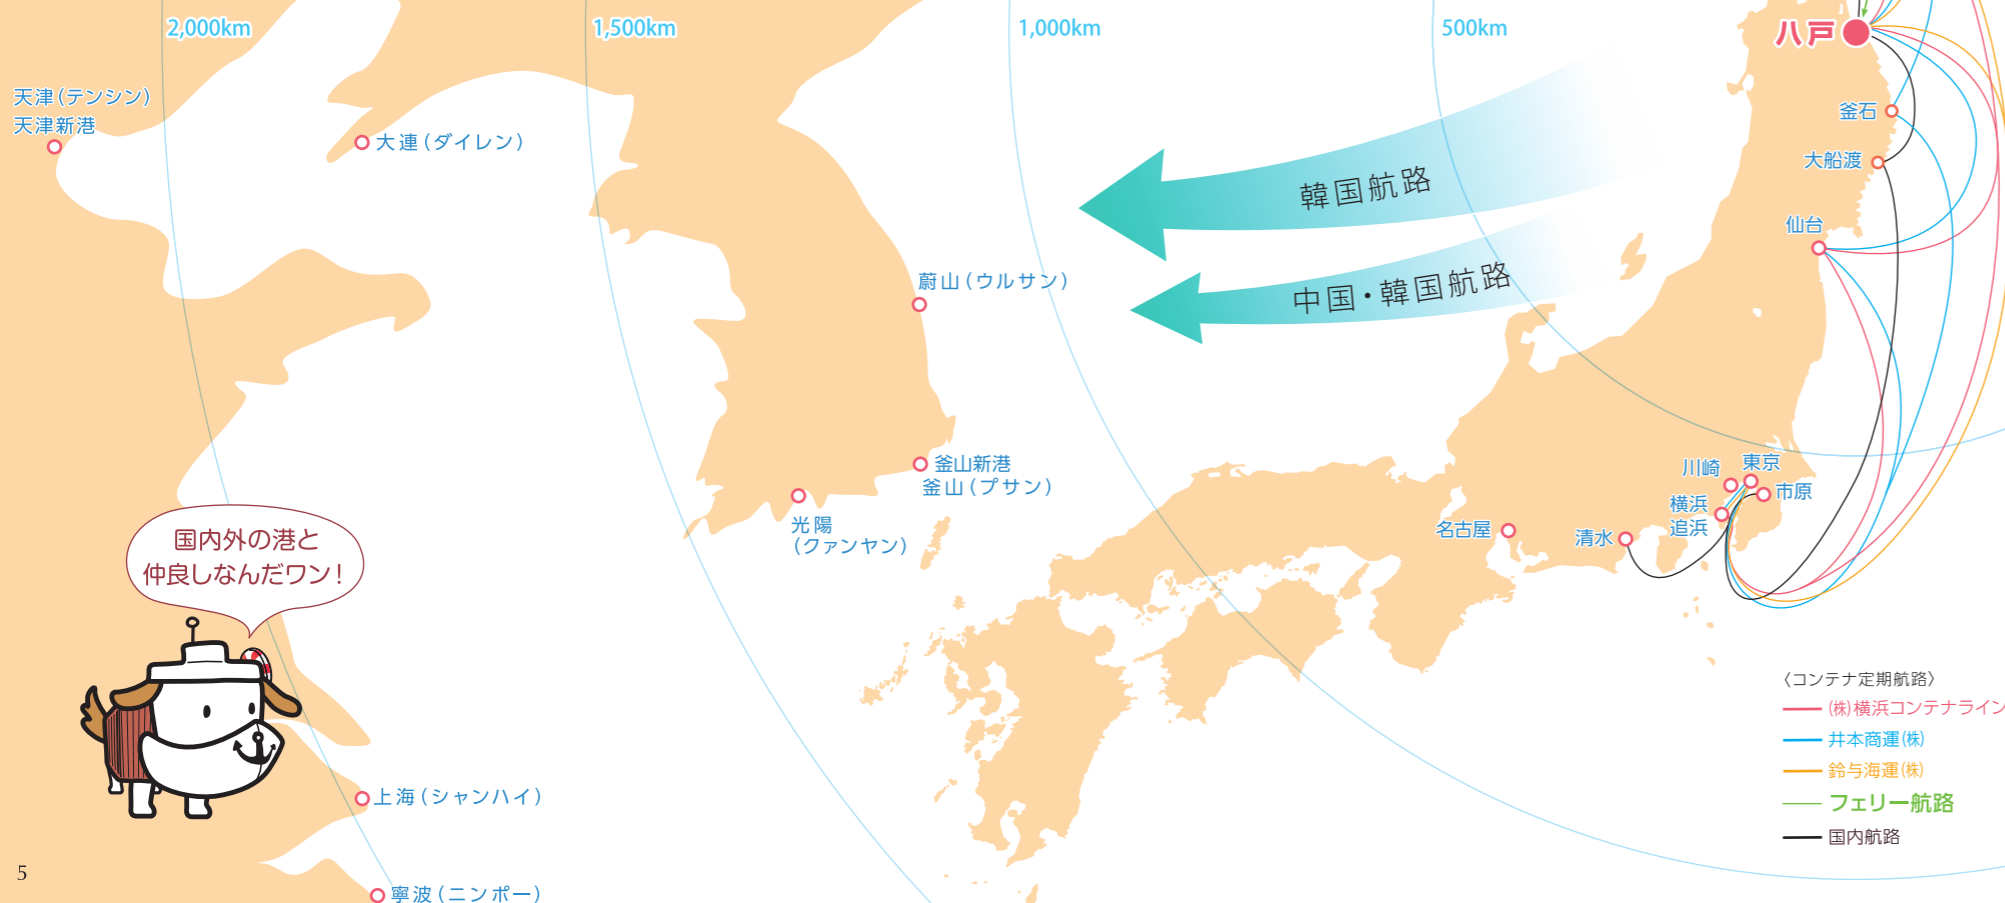 2,000km
1,500km
1,000km
500km
八戸
天津（テンシン）
天津新港
大連（ダイレン）
釜石
大船渡
韓国航路
仙台
蔚山（ウルサン）
中国・韓国航路
釜山新港
釜山（プサン）
川崎
東京
市原
横浜
追浜
光陽
（クァンヤン）
名古屋
清水
国内外の港と
仲良しなんだワン！
〈コンテナ定期航路〉
㈱横浜コンテナライン
井本商運㈱
鈴与海運㈱
フェリー航路
国内航路
上海（シャンハイ）
寧波（ニンポー）
5